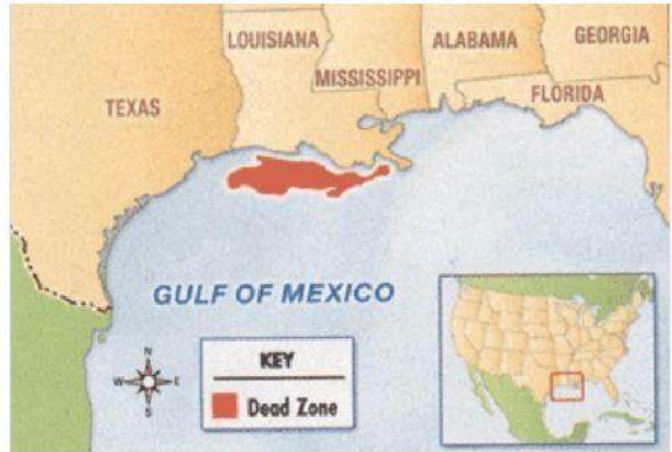 LOUISIANA
ALABAMA
GEORGIA
MISSISSIPPI
TEXAS
FLORIDA
GULF OF MEXICO
N
W
E
S
KEY
Dead Zone